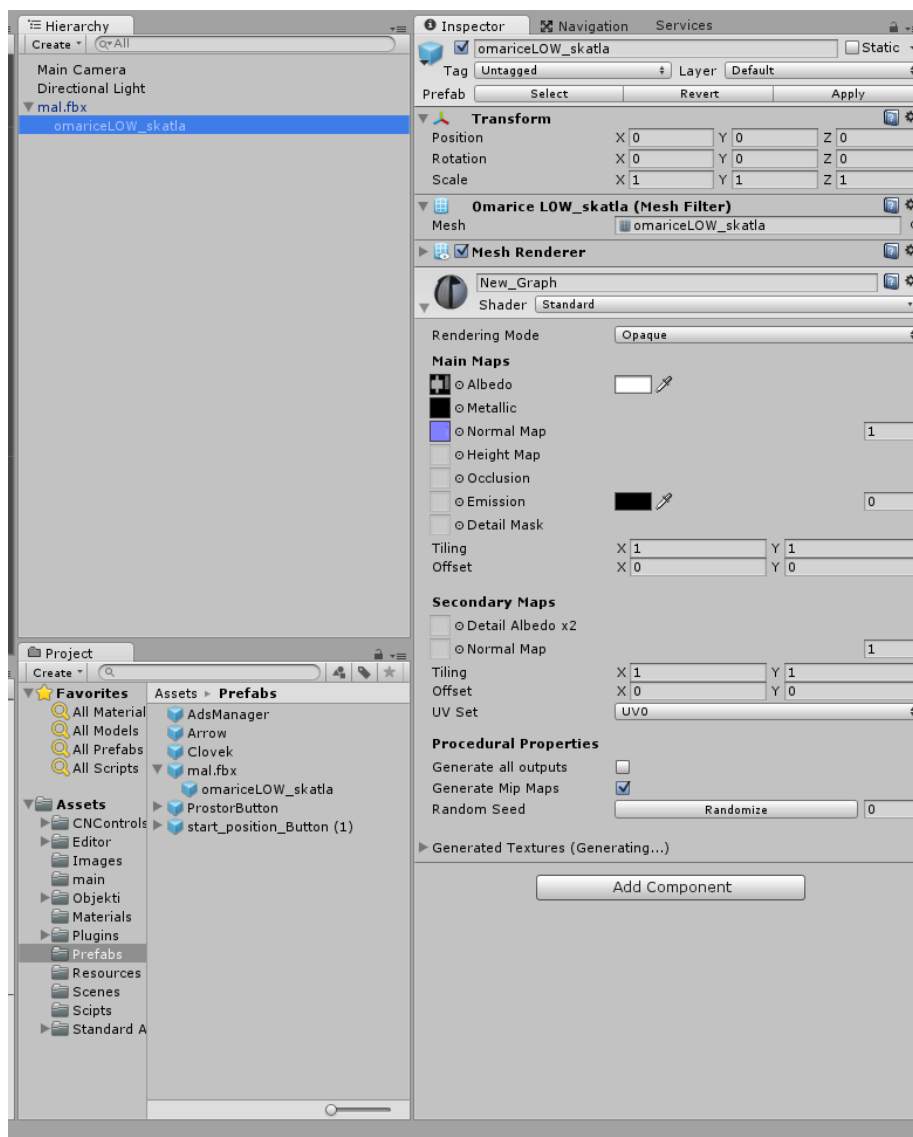 Hierarchy
Create All
Main Camera
Directional Light
mal.fbx
omariceLOW_skatla
Project
Create
Favorites
All Material
All Models
All Prefabs
All Scripts
Assets
CNControls
Editor
Images
main
Objekti
Materials
Plugins
Prefabs
Resources
Scenes
Scipts
Standard A
Assets Prefabs
AdsManager
Arrow
Clovek
mal.fbx
omariceLOW_skatla
ProstorButton
start_position_Button (1)
Inspector Navigation Services
omariceLOW_skatla Static
Tag Untagged Layer Default
Prefab Select Revert Apply
Transform
Position X 0 Y 0 Z 0
Rotation X 0 Y 0 Z 0
Scale X 1 Y 1 Z 1
Omarice LOW_skatla (Mesh Filter)
Mesh omariceLOW_skatla
Mesh Renderer
New_Graph
Shader Standard
Rendering Mode Opaque
Main Maps
Albedo
Metallic
Normal Map 1
Height Map
Occlusion
Emission 0
Detail Mask
Tiling X 1 Y 1
Offset X 0 Y 0
Secondary Maps
Detail Albedo x2
Normal Map 1
Tiling X 1 Y 1
Offset X 0 Y 0
UV Set UV0
Procedural Properties
Generate all outputs
Generate Mip Maps
Random Seed Randomize 0
Generated Textures (Generating...)
Add Component